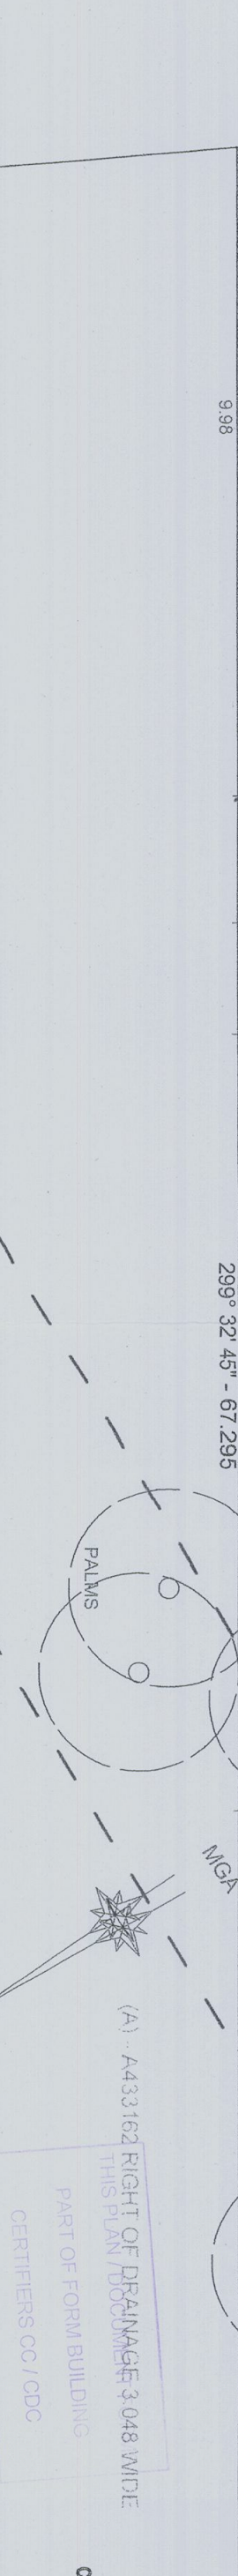 9.98
299° 32' 45" - 67.295
PALMS
MGA
(A) - A433162 RIGHT OF DRAINAGE 3.048 WIDE
THIS PLAN / DOCUMENT
PART OF FORM BUILDING
CERTIFIERS CC / CDC